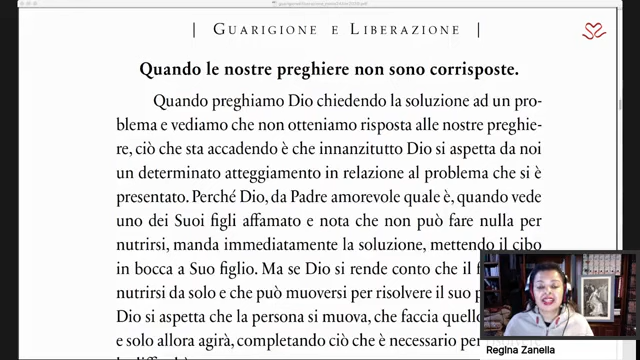 | GUARIGIONE E LIBERAZIONE |
Quando le nostre preghiere non sono corrisposte.
Quando preghiamo Dio chiedendo la soluzione ad un pro-
blema e vediamo che non otteniamo risposta alle nostre preghie-
re, ciò che sta accadendo è che innanzitutto Dio si aspetta da noi
un determinato atteggiamento in relazione al problema che si è
presentato. Perché Dio, da Padre amorevole quale è, quando vede
uno dei Suoi figli affamato e nota che non può fare nulla per
nutrirsi, manda immediatamente la soluzione, mettendo il cibo
in bocca a Suo figlio. Ma se Dio si rende conto che il
nutrirsi da solo e che può muoversi per risolvere il suo
Dio si aspetta che la persona si muova, che faccia quello
e solo allora agirà, completando ciò che è necessario per
Regina Zanella